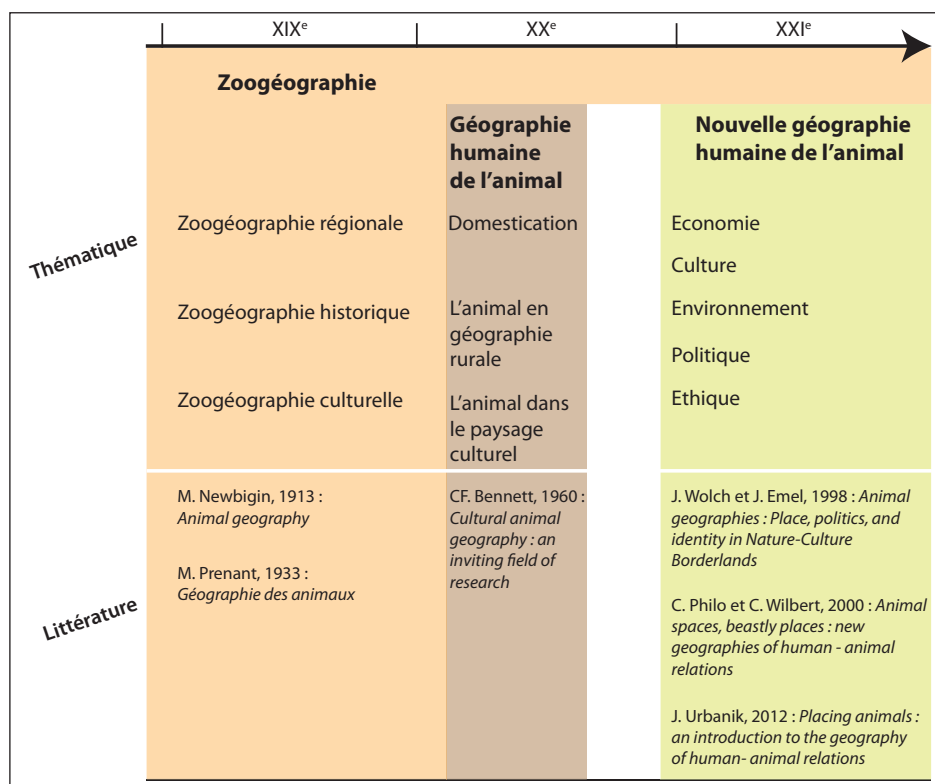 XIXe
XXe
XXIe
Zoogéographie
Géographie
humaine
de l'animal
Nouvelle géographie
humaine de l'animal
Thématique
Zoogéographie régionale
Zoogéographie historique
Zoogéographie culturelle
Domestication
L'animal en
géographie
rurale
L'animal dans
le paysage
culturel
Economie
Culture
Environnement
Politique
Ethique
Littérature
M. Newbigin, 1913 :
Animal geography
M. Prenant, 1933 :
Géographie des animaux
CF. Bennett, 1960 :
Cultural animal
geography : an
inviting field of
research
J. Wolch et J. Emel, 1998 : Animal
geographies : Place, politics, and
identity in Nature-Culture
Borderlands
C. Philo et C. Wilbert, 2000 : Animal
spaces, beastly places : new
geographies of human - animal
relations
J. Urbanik, 2012 : Placing animals :
an introduction to the geography
of human- animal relations